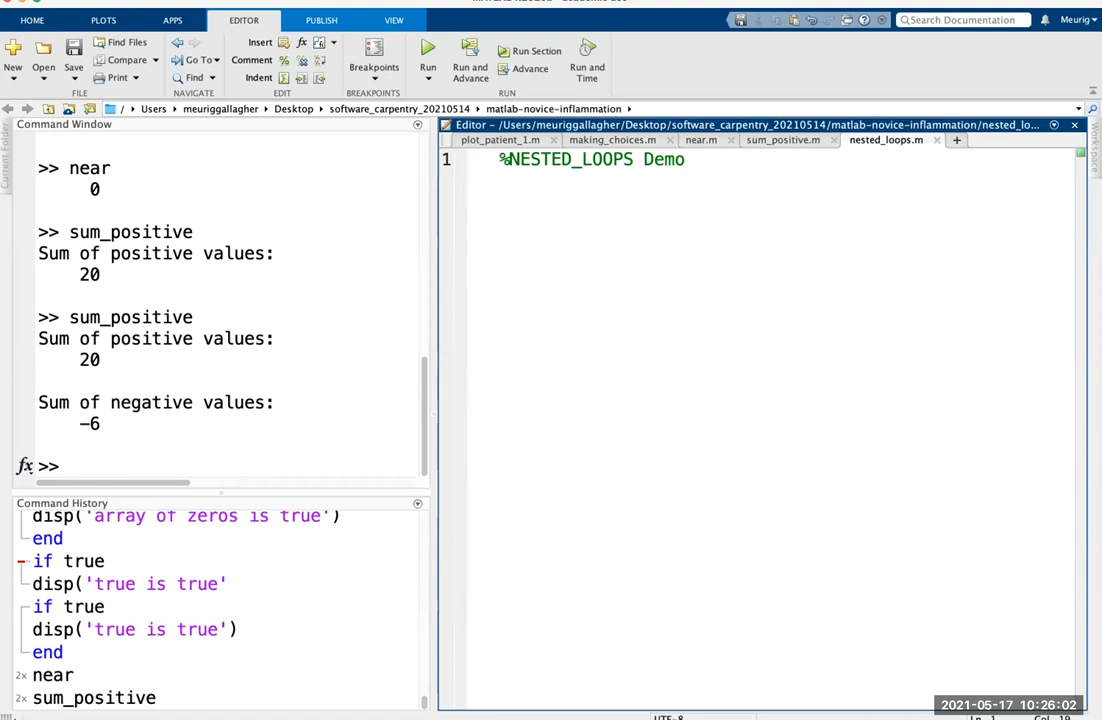 HOME PLOTS APPS EDITOR PUBLISH VIEW Search Documentation Meurig
New Open Save Find Files Compare Print FILE
Go To Find NAVIGATE
Insert fx Comment Indent EDIT
Breakpoints BREAKPOINTS
Run Run and Advance Run Section Advance Run and Time RUN
/ Users meuriggallagher Desktop software_carpentry_20210514 matlab-novice-inflammation
Current Folder
Command Window
>> near
0
>> sum_positive
Sum of positive values:
20
>> sum_positive
Sum of positive values:
20
Sum of negative values:
-6
fx >>
Command History
disp('array of zeros is true')
end
if true
disp('true is true'
if true
disp('true is true')
end
2x near
2x sum_positive
Editor - /Users/meuriggallagher/Desktop/software_carpentry_20210514/matlab-novice-inflammation/nested_lo...
plot_patient_1.m making_choices.m near.m sum_positive.m nested_loops.m +
1 %NESTED_LOOPS Demo
Workspace
2021-05-17 10:26:02
UTF-8